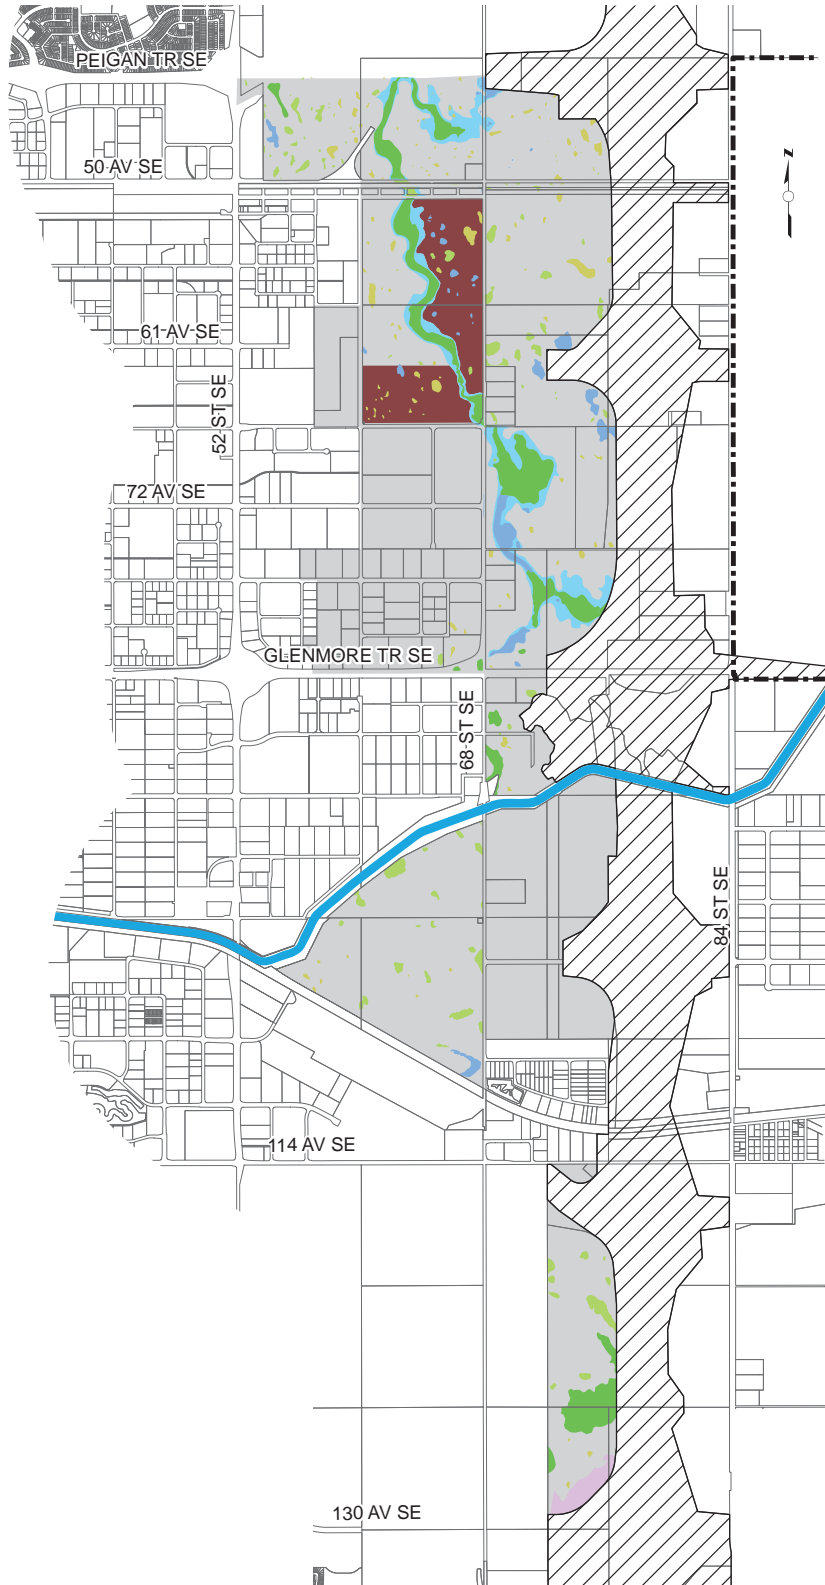 PEIGAN TR SE
50 AV SE
z
61 AV SE
52 ST SE
72 AV SE
GLENMORE TR SE
68 ST SE
84 ST SE
114 AV SE
130 AV SE